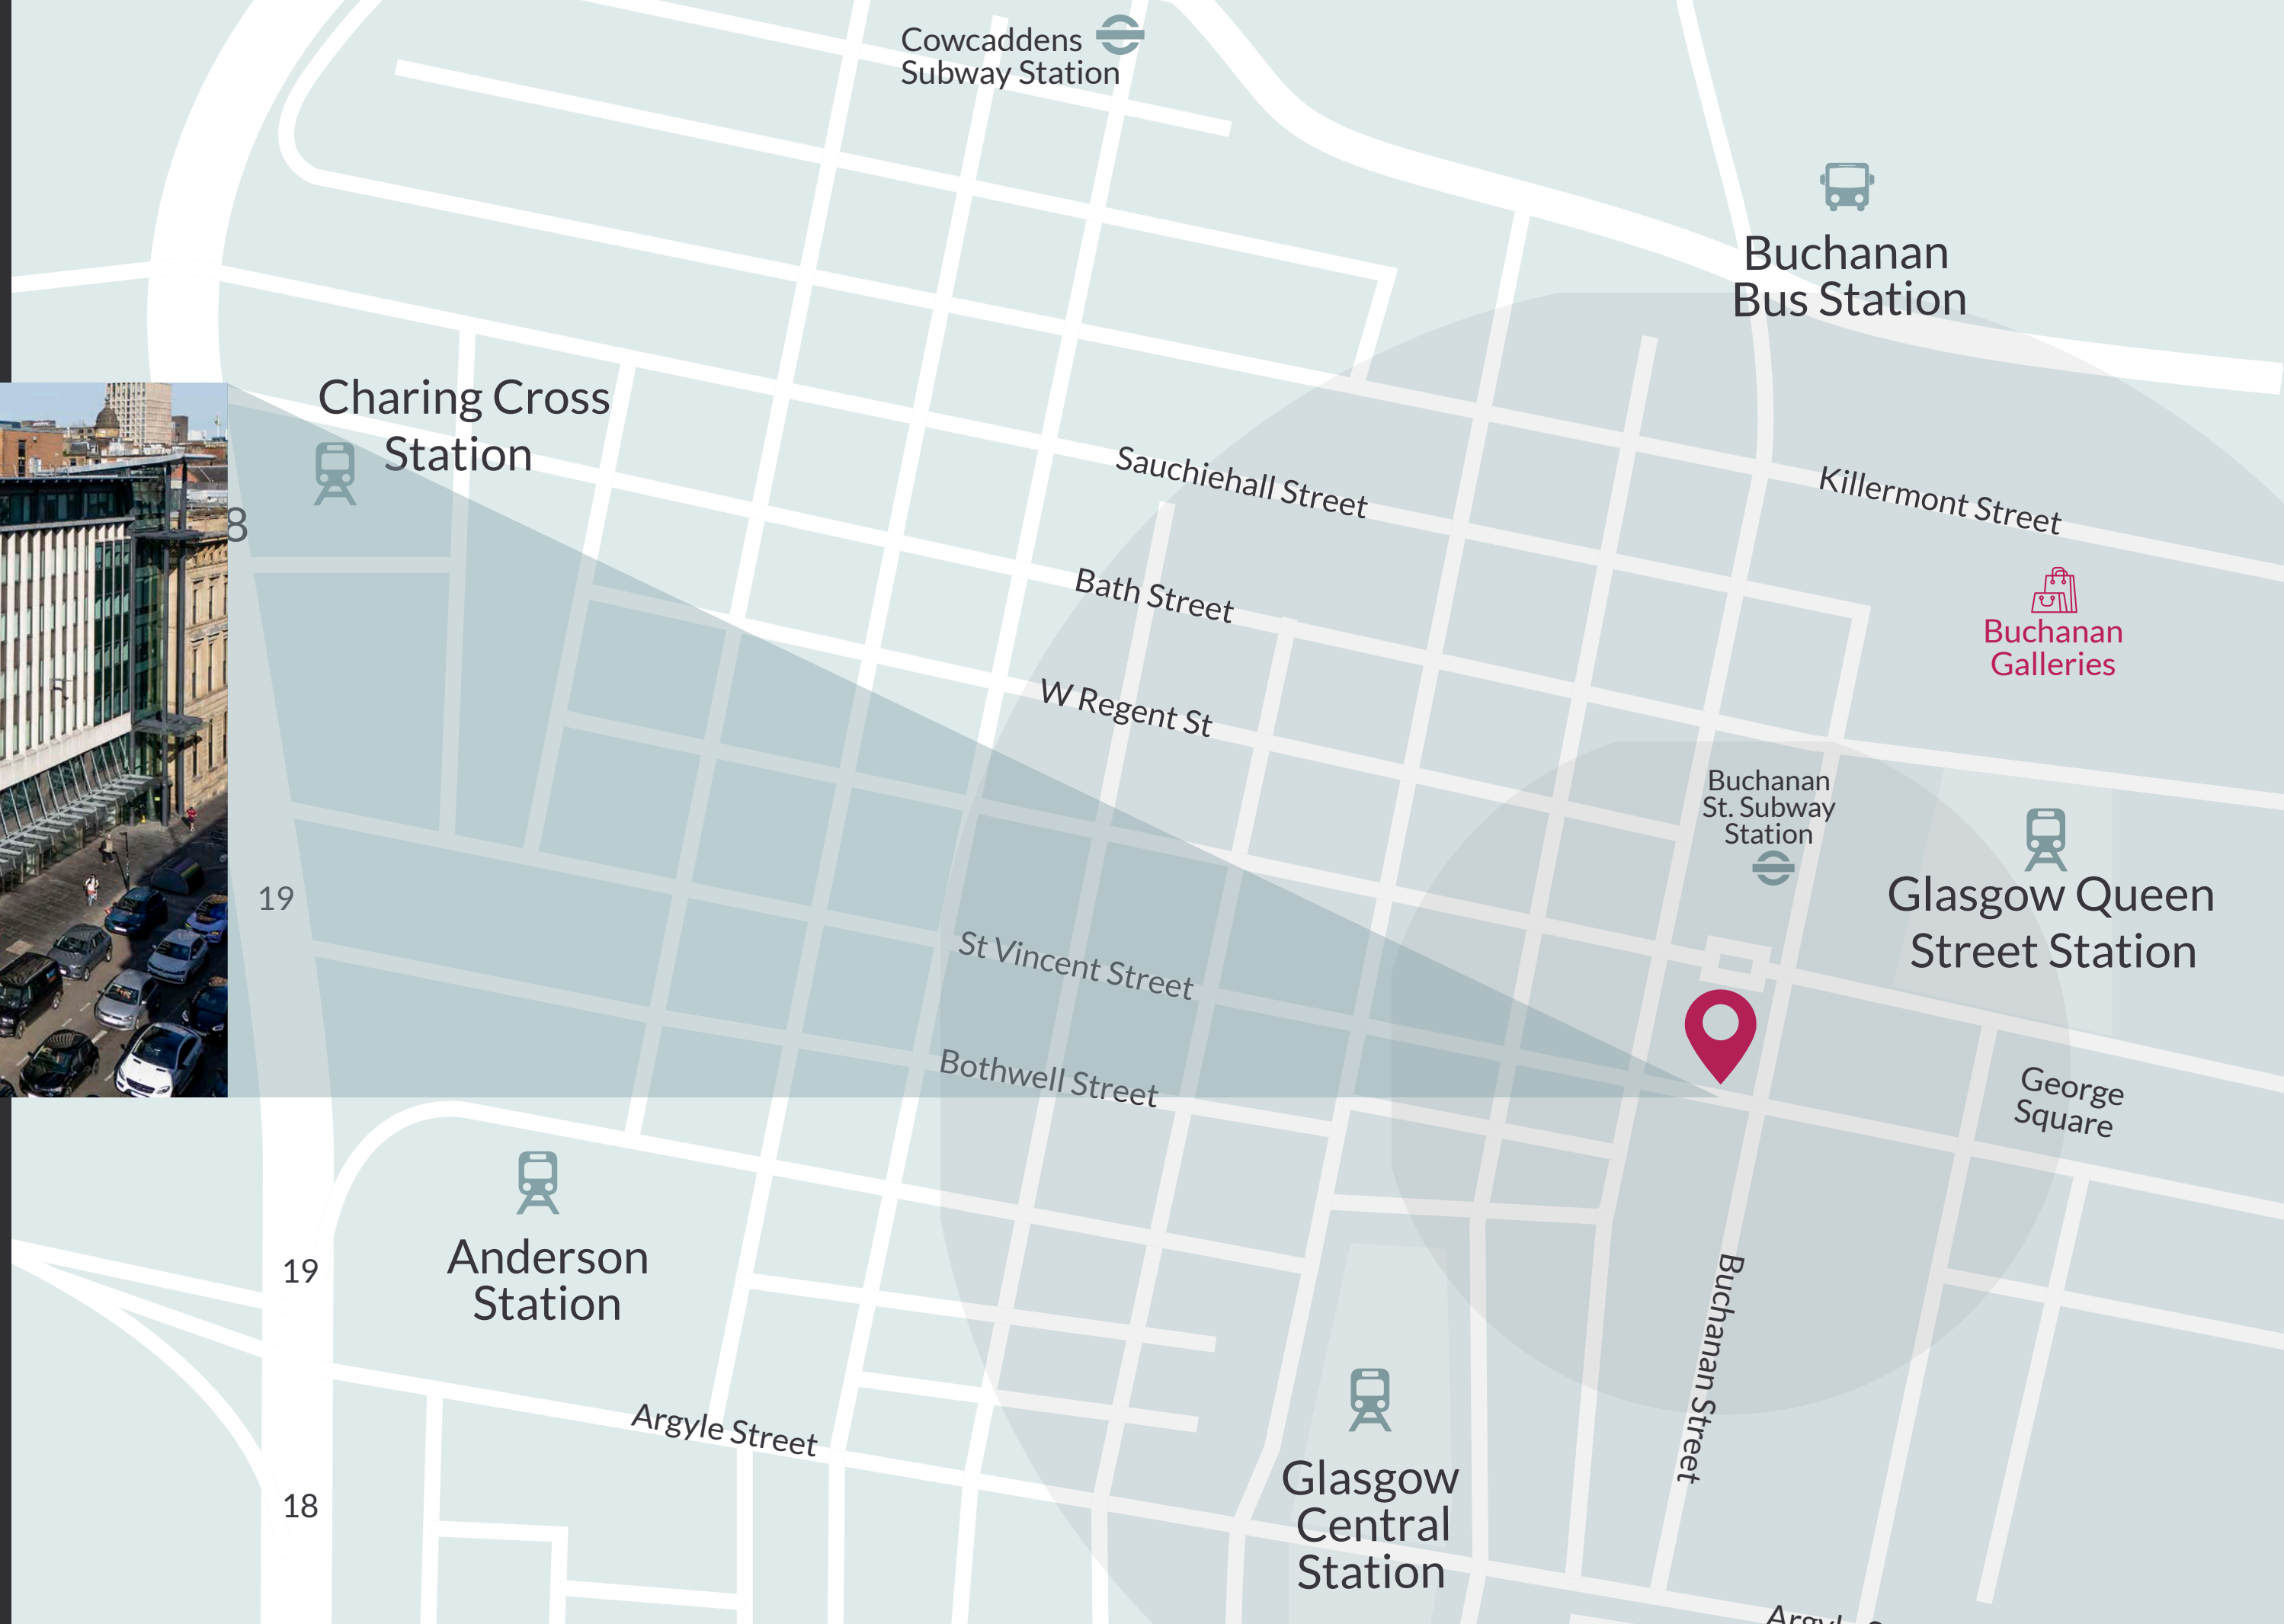 Cowcaddens
Subway Station
Buchanan
Bus Station
Charing Cross
Station
8
Sauchiehall Street
Killermont Street
Bath Street
Buchanan
Galleries
W Regent St
Buchanan
St. Subway
Station
19
Glasgow Queen
Street Station
St Vincent Street
Bothwell Street
George
Square
19
Anderson
Station
Buchanan Street
Argyle Street
Glasgow
Central
Station
18